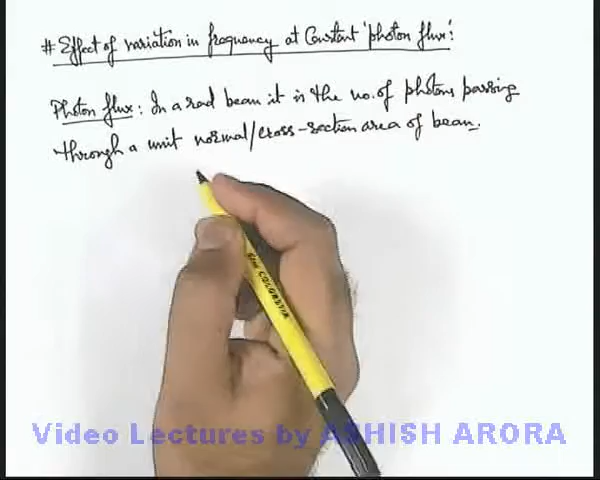 # Effect of variation in frequency at Constant 'photon flux':
Photon flux: In a rad beam it is the no. of photons passing
through a unit normal/cross-section area of beam.
Video Lectures by ASHISH ARORA